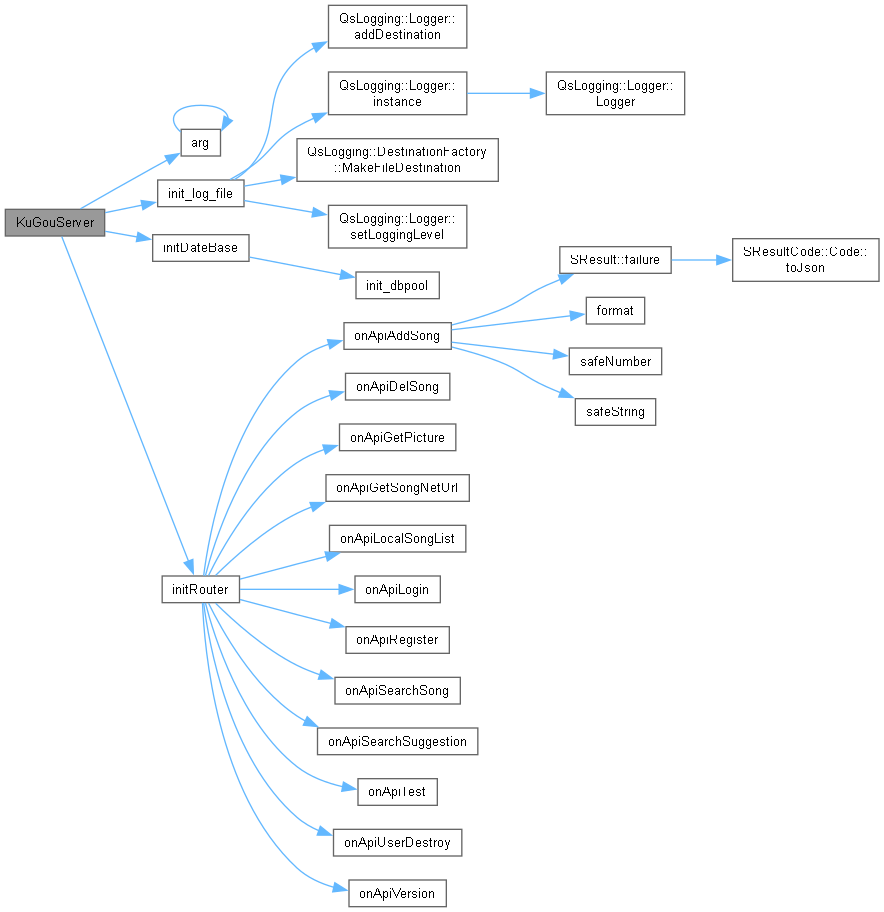 QsLogging::Logger::
addDestination
QsLogging::Logger::
instance
QsLogging::Logger::
Logger
arg
QsLogging::DestinationFactory
::MakeFileDestination
init_log_file
QsLogging::Logger::
setLoggingLevel
KuGouServer
initDateBase
init_dbpool
SResult::failure
SResultCode::Code::
toJson
format
onApiAddSong
safeNumber
onApiDelSong
safeString
onApiGetPicture
onApiGetSongNetUrl
onApiLocalSongList
initRouter
onApiLogin
onApiRegister
onApiSearchSong
onApiSearchSuggestion
onApiTest
onApiUserDestroy
onApiVersion